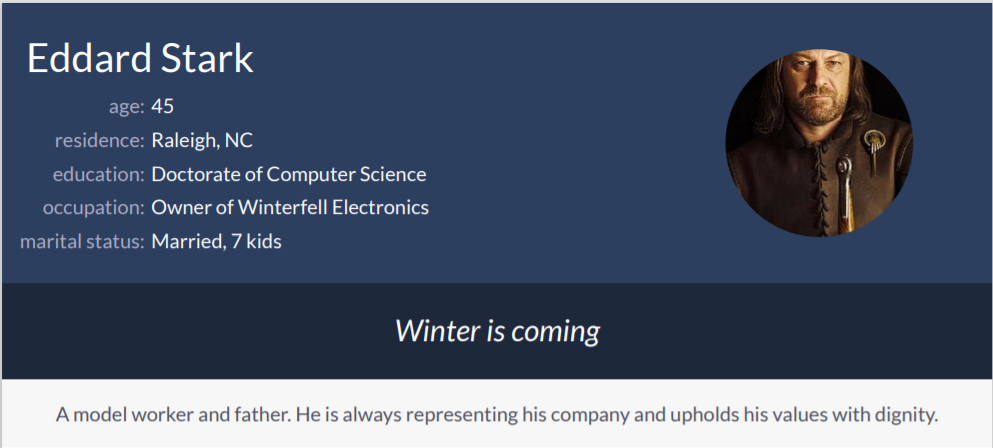 Eddard Stark
age: 45
residence: Raleigh, NC
education: Doctorate of Computer Science
occupation: Owner of Winterfell Electronics
marital status: Married, 7 kids
Winter is coming
A model worker and father. He is always representing his company and upholds his values with dignity.